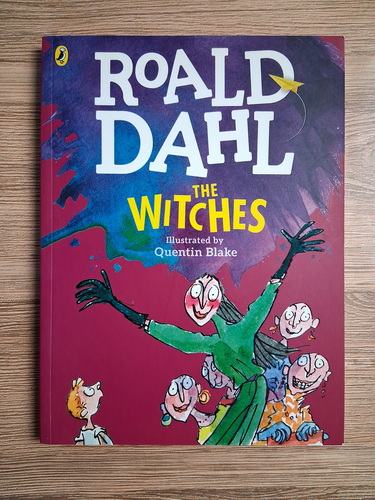 ROALD
DAHL
THE
WITCHES
Illustrated by
Quentin Blake